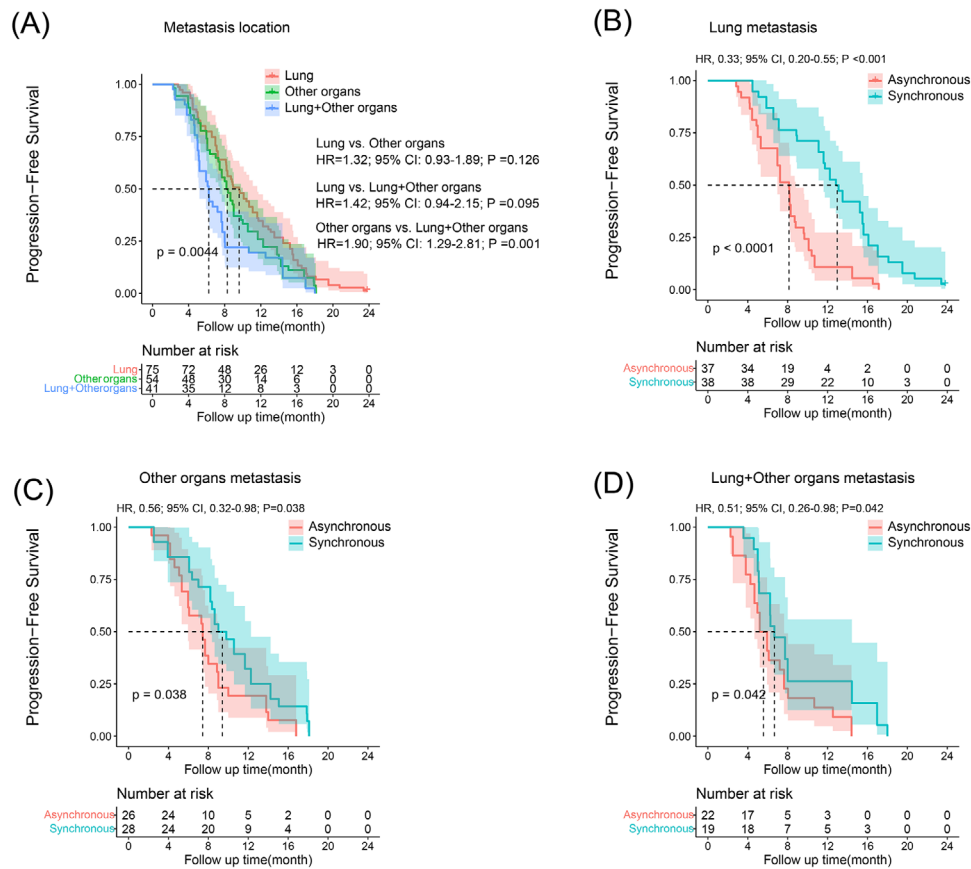 (A)
Metastasis location
Lung
Other organs
Lung+Other organs
Progression-Free Survival
1.00
0.75
0.50
0.25
0.00
Lung vs. Other organs
HR=1.32; 95% CI: 0.93-1.89; P =0.126
Lung vs. Lung+Other organs
HR=1.42; 95% CI: 0.94-2.15; P =0.095
Other organs vs. Lung+Other organs
HR=1.90; 95% CI: 1.29-2.81; P =0.001
p = 0.0044
0 4 8 12 16 20 24
Follow up time(month)
Number at risk
Lung 75 72 48 26 12 3 0
Other organs 54 48 30 14 6 0 0
Lung+Other organs 41 35 12 8 3 0 0
0 4 8 12 16 20 24
Follow up time(month)
(B)
Lung metastasis
HR, 0.33; 95% CI, 0.20-0.55; P <0.001
Asynchronous
Synchronous
Progression-Free Survival
1.00
0.75
0.50
0.25
0.00
p < 0.0001
0 4 8 12 16 20 24
Follow up time(month)
Number at risk
Asynchronous 37 34 19 4 2 0 0
Synchronous 38 38 29 22 10 3 0
0 4 8 12 16 20 24
Follow up time(month)
(C)
Other organs metastasis
HR, 0.56; 95% CI, 0.32-0.98; P=0.038
Asynchronous
Synchronous
Progression-Free Survival
1.00
0.75
0.50
0.25
0.00
p = 0.038
0 4 8 12 16 20 24
Follow up time(month)
Number at risk
Asynchronous 26 24 10 5 2 0 0
Synchronous 28 24 20 9 4 0 0
0 4 8 12 16 20 24
Follow up time(month)
(D)
Lung+Other organs metastasis
HR, 0.51; 95% CI, 0.26-0.98; P=0.042
Asynchronous
Synchronous
Progression-Free Survival
1.00
0.75
0.50
0.25
0.00
p = 0.042
0 4 8 12 16 20 24
Follow up time(month)
Number at risk
Asynchronous 22 17 5 3 0 0 0
Synchronous 19 18 7 5 3 0 0
0 4 8 12 16 20 24
Follow up time(month)